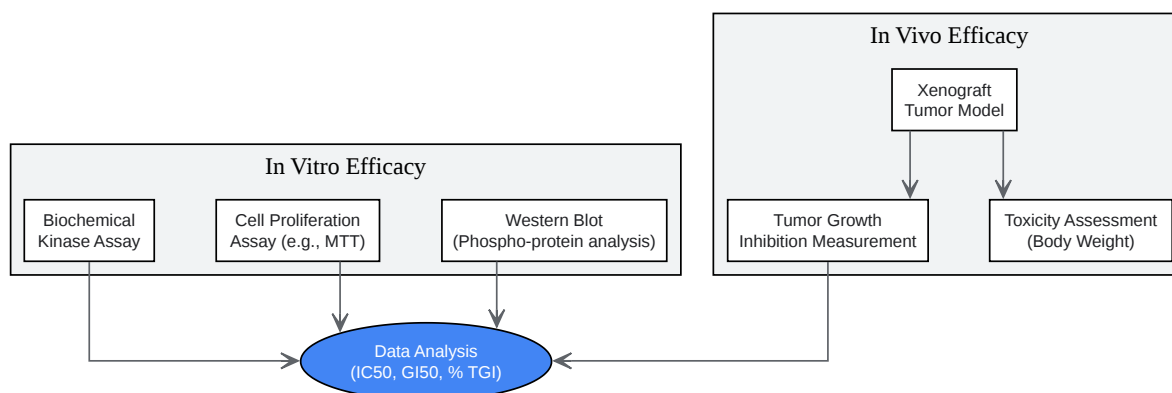 In Vivo Efficacy
Xenograft
Tumor Model
In Vitro Efficacy
Biochemical
Kinase Assay
Cell Proliferation
Assay (e.g., MTT)
Western Blot
(Phospho-protein analysis)
Tumor Growth
Inhibition Measurement
Toxicity Assessment
(Body Weight)
Data Analysis
(IC50, GI50, % TGI)